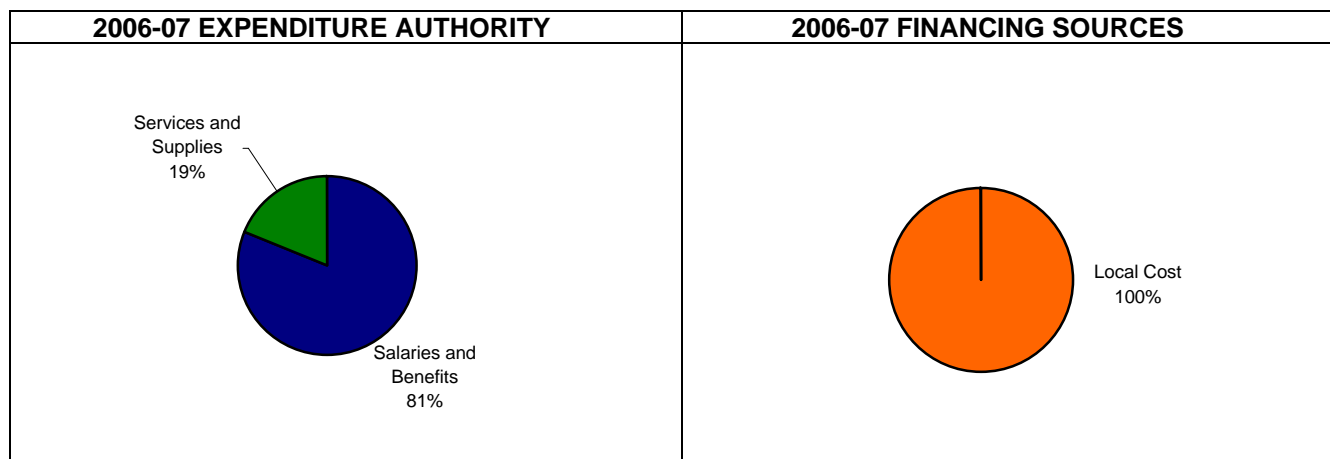 2006-07 EXPENDITURE AUTHORITY
2006-07 FINANCING SOURCES
Services and
Supplies
19%
Salaries and
Benefits
81%
Local Cost
100%